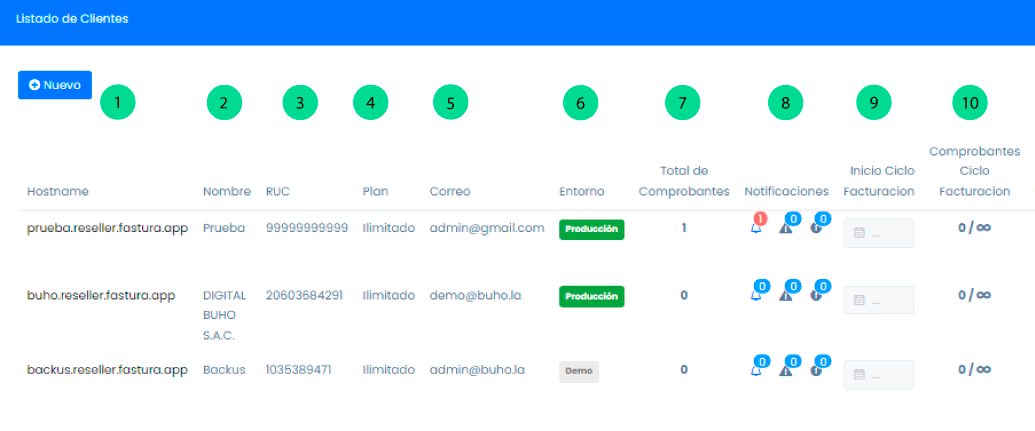 Listado de Clientes
Nuevo
1 2 3 4 5 6 7 8 9 10
Hostname Nombre RUC Plan Correo Entorno Total de Comprobantes Notificaciones Inicio Ciclo Facturacion Comprobantes Ciclo Facturacion
prueba.reseller.fastura.app Prueba 99999999999 Ilimitado admin@gmail.com Producción 1 1 0 0 ... 0 / ∞
buho.reseller.fastura.app DIGITAL BUHO S.A.C. 20603684291 Ilimitado demo@buho.la Producción 0 0 0 0 ... 0 / ∞
backus.reseller.fastura.app Backus 1035389471 Ilimitado admin@buho.la Demo 0 0 0 0 ... 0 / ∞